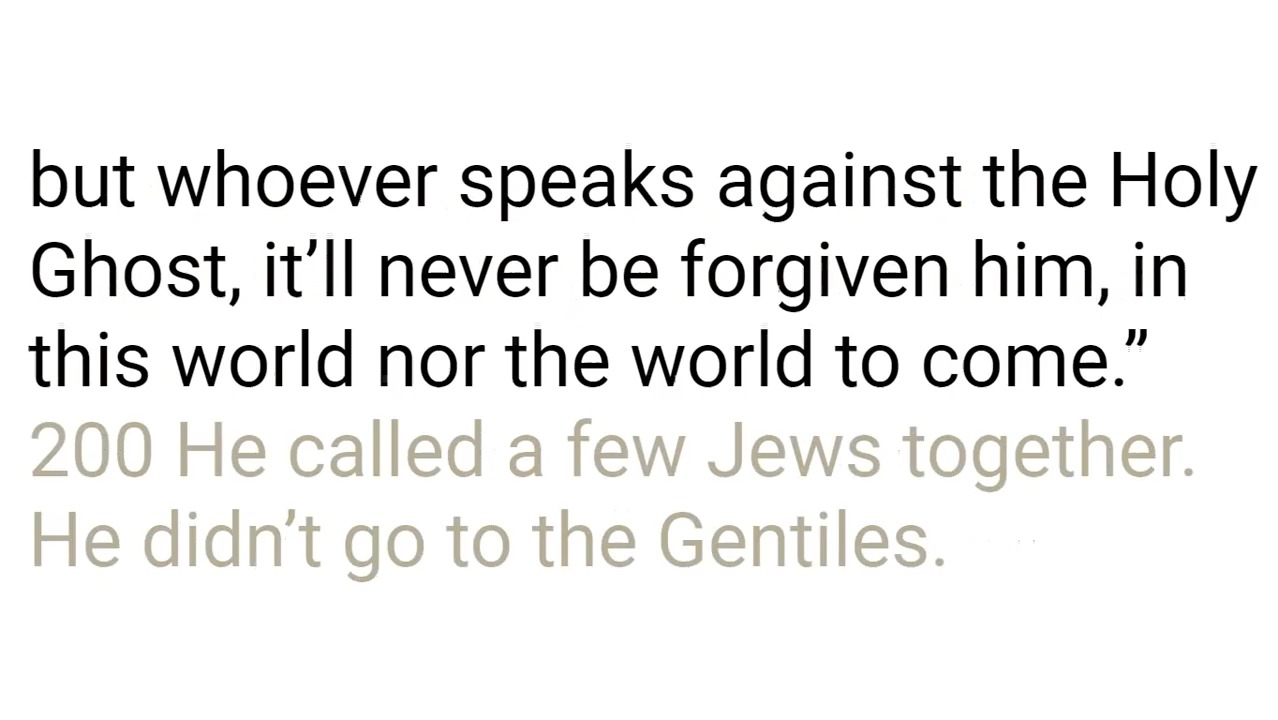 but whoever speaks against the Holy
Ghost, it’ll never be forgiven him, in
this world nor the world to come.”
200 He called a few Jews together.
He didn’t go to the Gentiles.